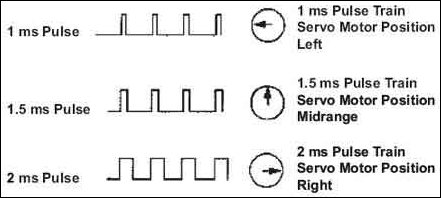 1 ms Pulse
1 ms Pulse Train
Servo Motor Position
Left
1.5 ms Pulse
1.5 ms Pulse Train
Servo Motor Position
Midrange
2 ms Pulse
2 ms Pulse Train
Servo Motor Position
Right